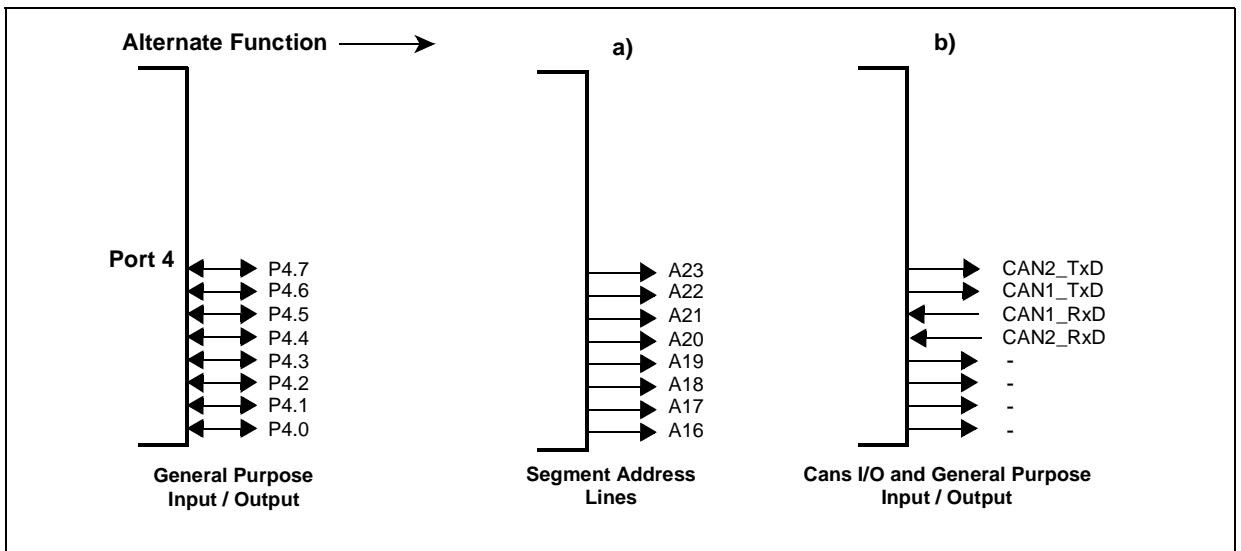 Alternate Function
a)
b)
Port 4
P4.7
P4.6
P4.5
P4.4
P4.3
P4.2
P4.1
P4.0
General Purpose
Input / Output
A23
A22
A21
A20
A19
A18
A17
A16
Segment Address
Lines
CAN2_TxD
CAN1_TxD
CAN1_RxD
CAN2_RxD
-
-
-
-
Cans I/O and General Purpose
Input / Output